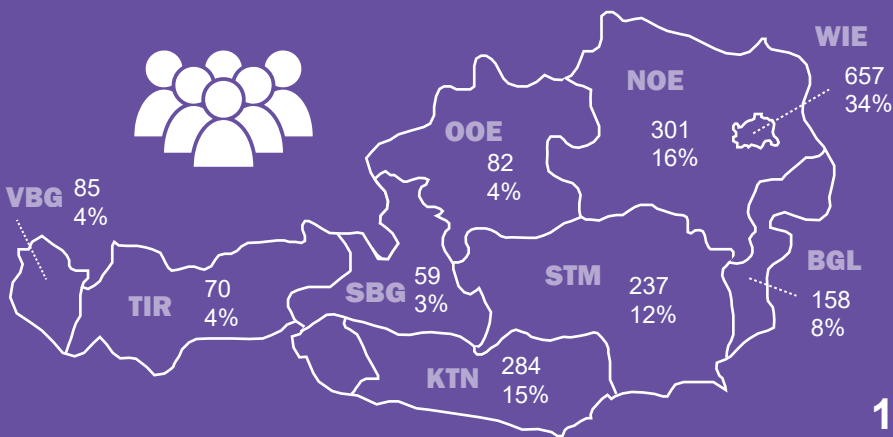 WIE
657
34%
NOE
301
16%
OOE
82
4%
VBG
85
4%
TIR
70
4%
SBG
59
3%
STM
237
12%
BGL
158
8%
KTN
284
15%
1